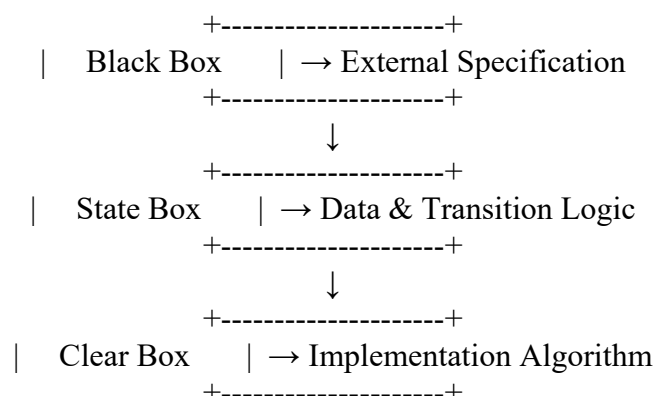 +---------------------+
| Black Box | → External Specification
+---------------------+
↓
+---------------------+
| State Box | → Data & Transition Logic
+---------------------+
↓
+---------------------+
| Clear Box | → Implementation Algorithm
+---------------------+